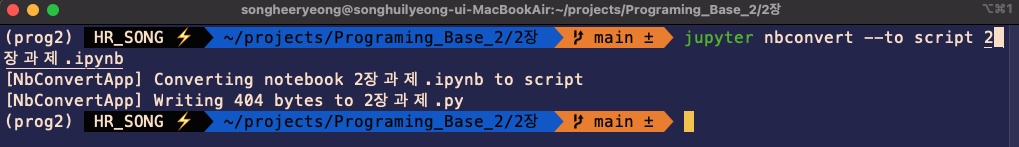 songheeryeong@songhuilyeong-ui-MacBookAir:~/projects/Programing_Base_2/2장 ⌥⌘1
(prog2) HR_SONG ⚡ ~/projects/Programing_Base_2/2장 main ± jupyter nbconvert --to script 2
장과제.ipynb
[NbConvertApp] Converting notebook 2장과제.ipynb to script
[NbConvertApp] Writing 404 bytes to 2장과제.py
(prog2) HR_SONG ⚡ ~/projects/Programing_Base_2/2장 main ±